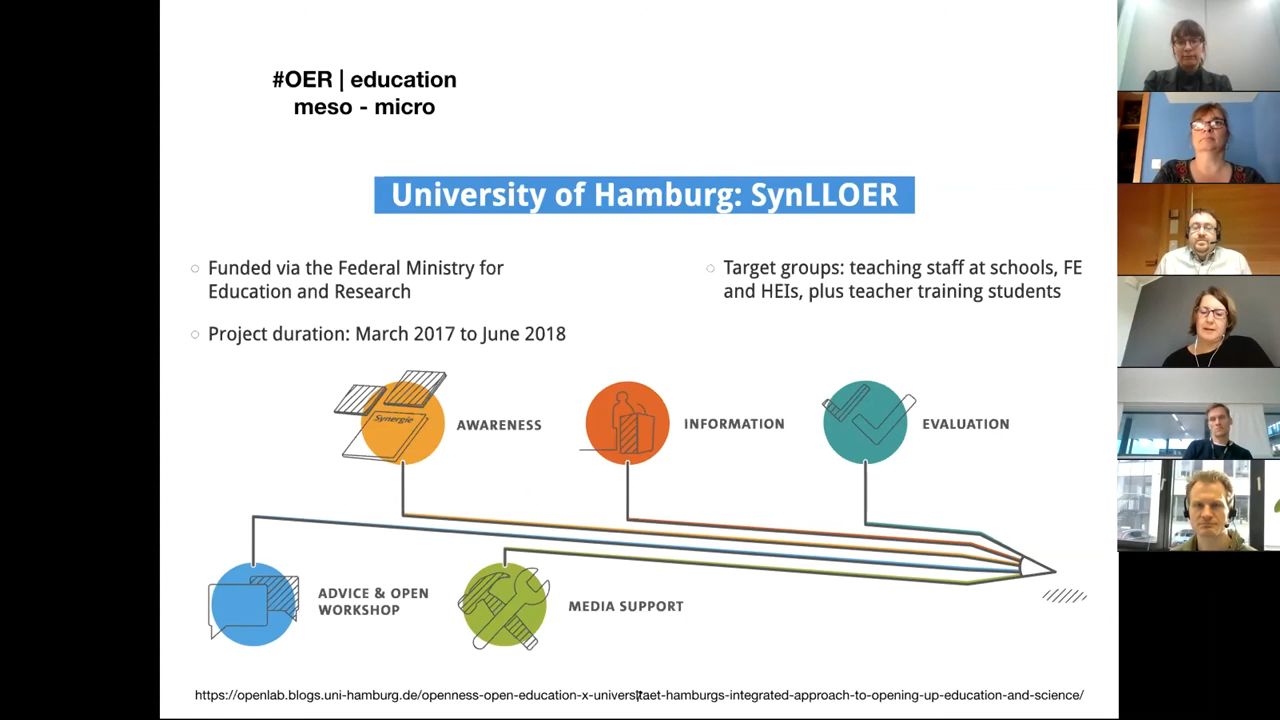 #OER | education
meso - micro
University of Hamburg: SynLLOER
Funded via the Federal Ministry for
Education and Research
Project duration: March 2017 to June 2018
Target groups: teaching staff at schools, FE
and HEIs, plus teacher training students
Synergie
AWARENESS
INFORMATION
EVALUATION
ADVICE & OPEN
WORKSHOP
MEDIA SUPPORT
https://openlab.blogs.uni-hamburg.de/openness-open-education-x-universitaet-hamburgs-integrated-approach-to-opening-up-education-and-science/